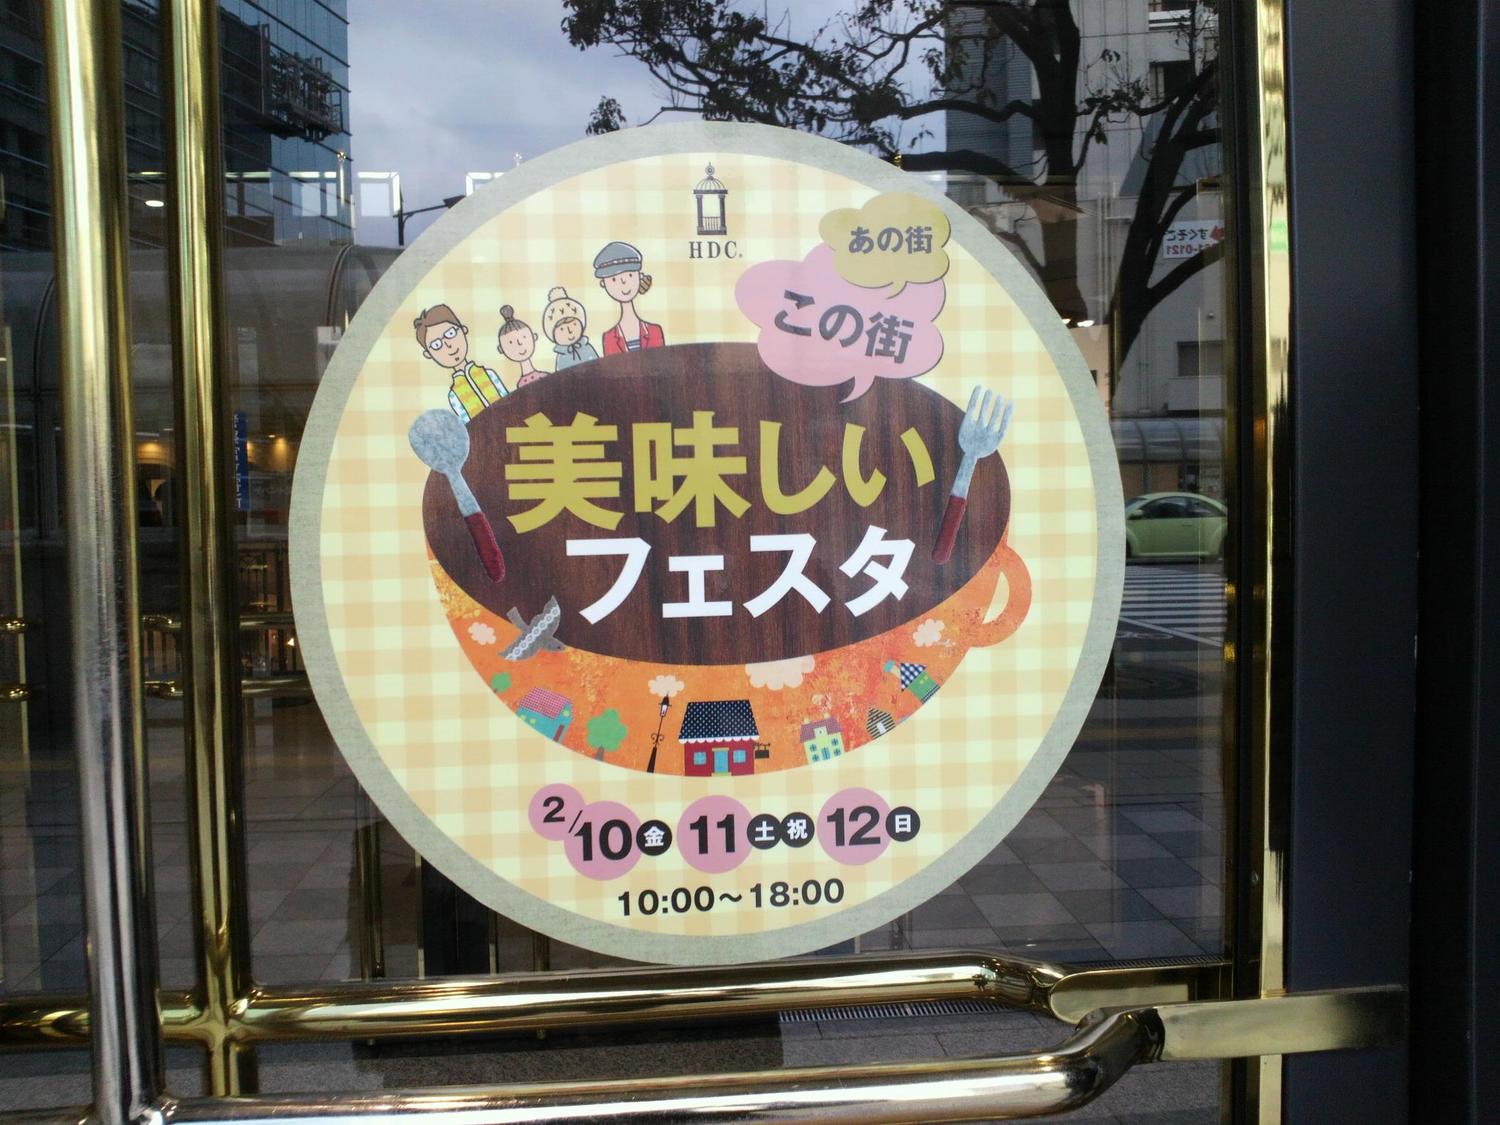 HDC®
あの街
この街
美味しい
フェスタ
2/10金 11土祝 12日
10:00〜18:00